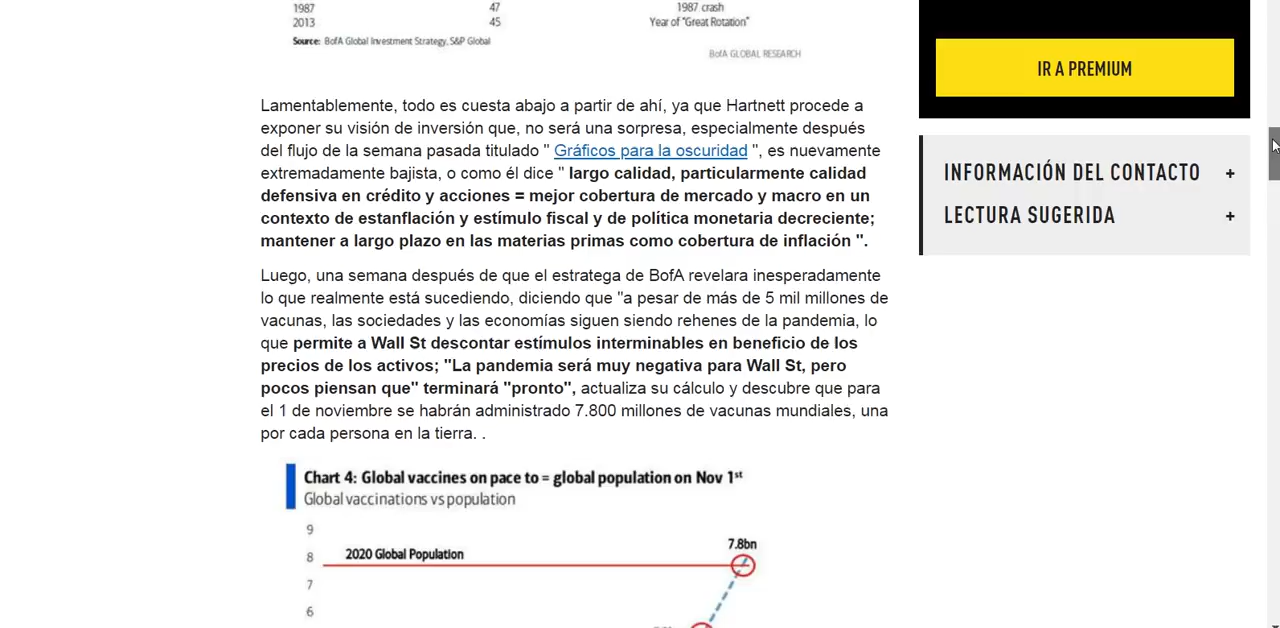 1987 47 1987 crash
2013 45 Year of "Great Rotation"
Source: BofA Global Investment Strategy, S&P Global
BofA GLOBAL RESEARCH
Lamentablemente, todo es cuesta abajo a partir de ahí, ya que Hartnett procede a
exponer su visión de inversión que, no será una sorpresa, especialmente después
del flujo de la semana pasada titulado " Gráficos para la oscuridad ", es nuevamente
extremadamente bajista, o como él dice " largo calidad, particularmente calidad
defensiva en crédito y acciones = mejor cobertura de mercado y macro en un
contexto de estanflación y estímulo fiscal y de política monetaria decreciente;
mantener a largo plazo en las materias primas como cobertura de inflación ".
Luego, una semana después de que el estratega de BofA revelara inesperadamente
lo que realmente está sucediendo, diciendo que "a pesar de más de 5 mil millones de
vacunas, las sociedades y las economías siguen siendo rehenes de la pandemia, lo
que permite a Wall St descontar estímulos interminables en beneficio de los
precios de los activos; "La pandemia será muy negativa para Wall St, pero
pocos piensan que" terminará "pronto", actualiza su cálculo y descubre que para
el 1 de noviembre se habrán administrado 7.800 millones de vacunas mundiales, una
por cada persona en la tierra. .
Chart 4: Global vaccines on pace to = global population on Nov 1st
Global vaccinations vs population
9
7.8bn
8 2020 Global Population
7
6
IR A PREMIUM
INFORMACIÓN DEL CONTACTO +
LECTURA SUGERIDA +